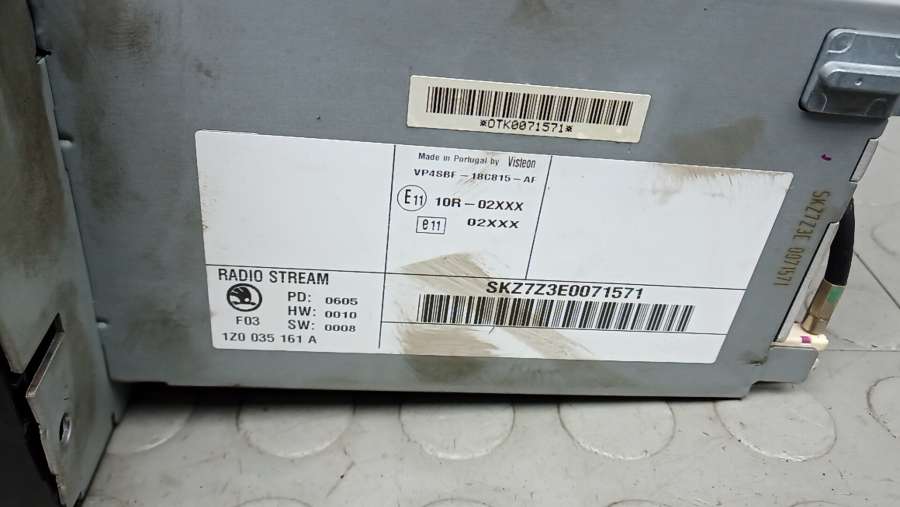 *OTK0071571*
Made in Portugal by Visteon
VP4SBF-18C815-AF
E11 10R-02XXX
e11 02XXX
RADIO STREAM
PD: 0605
HW: 0010
F03
SW: 0008
1Z0 035 161 A
SKZ7Z3E0071571
SKZ7Z3E 0071571